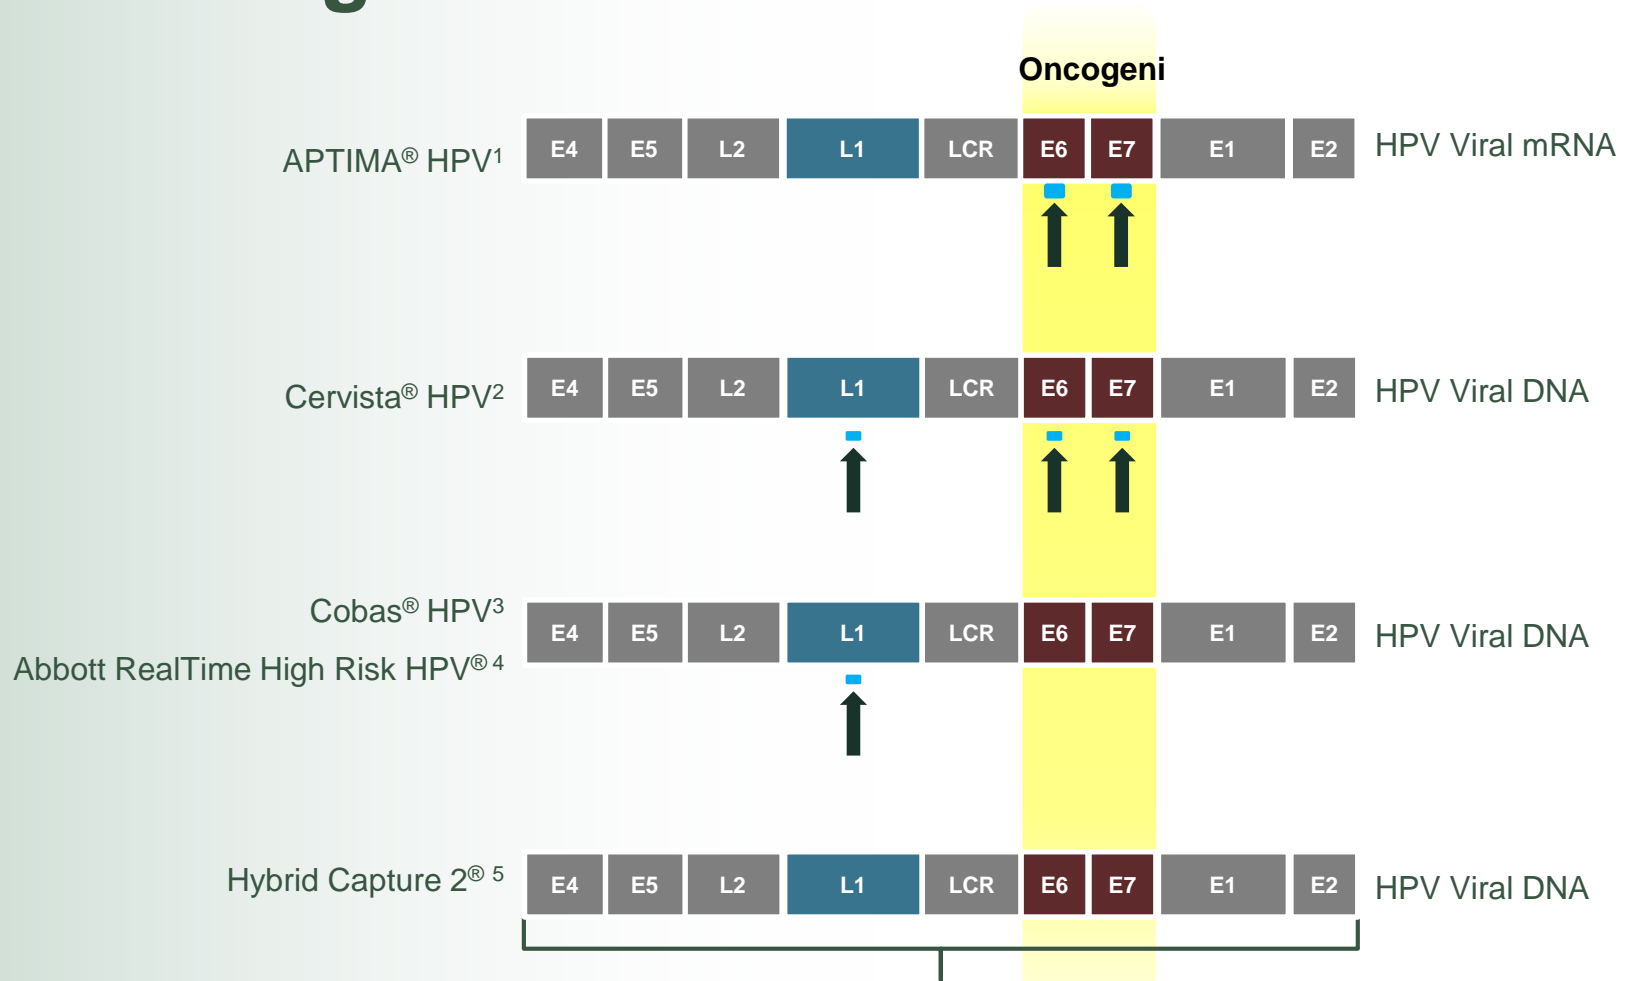 Oncogeni
APTIMA® HPV1 E4 E5 L2 L1 LCR E6 E7 E1 E2 HPV Viral mRNA
Cervista® HPV2 E4 E5 L2 L1 LCR E6 E7 E1 E2 HPV Viral DNA
Cobas® HPV3
Abbott RealTime High Risk HPV® 4
E4 E5 L2 L1 LCR E6 E7 E1 E2 HPV Viral DNA
Hybrid Capture 2® 5 E4 E5 L2 L1 LCR E6 E7 E1 E2 HPV Viral DNA